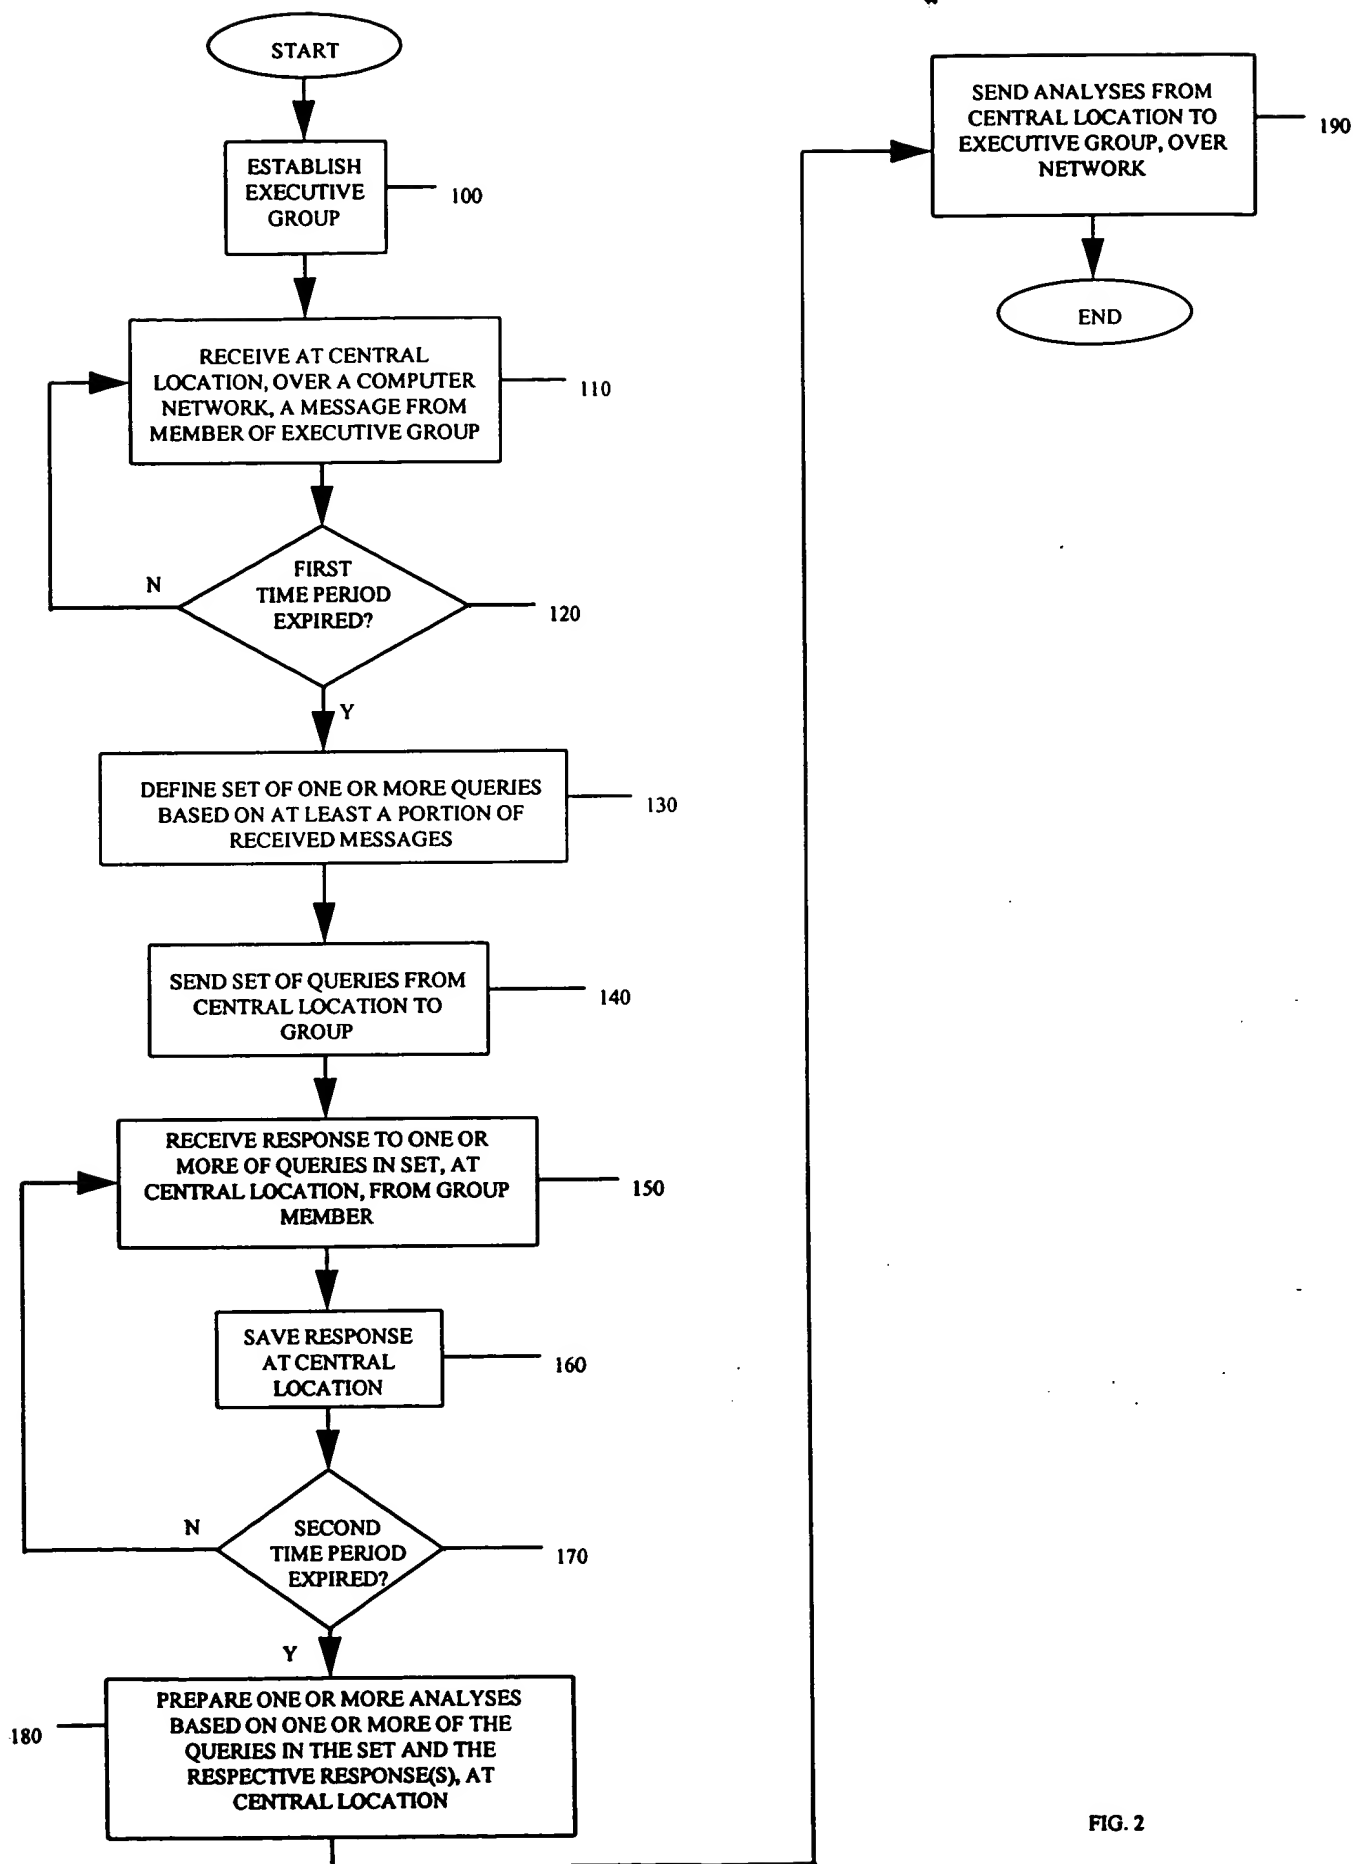 START
ESTABLISH
EXECUTIVE
GROUP
100
RECEIVE AT CENTRAL
LOCATION, OVER A COMPUTER
NETWORK, A MESSAGE FROM
MEMBER OF EXECUTIVE GROUP
110
FIRST
TIME PERIOD
EXPIRED?
N
120
Y
DEFINE SET OF ONE OR MORE QUERIES
BASED ON AT LEAST A PORTION OF
RECEIVED MESSAGES
130
SEND SET OF QUERIES FROM
CENTRAL LOCATION TO
GROUP
140
RECEIVE RESPONSE TO ONE OR
MORE OF QUERIES IN SET, AT
CENTRAL LOCATION, FROM GROUP
MEMBER
150
SAVE RESPONSE
AT CENTRAL
LOCATION
160
SECOND
TIME PERIOD
EXPIRED?
N
170
Y
PREPARE ONE OR MORE ANALYSES
BASED ON ONE OR MORE OF THE
QUERIES IN THE SET AND THE
RESPECTIVE RESPONSE(S), AT
CENTRAL LOCATION
180
SEND ANALYSES FROM
CENTRAL LOCATION TO
EXECUTIVE GROUP, OVER
NETWORK
190
END
FIG. 2